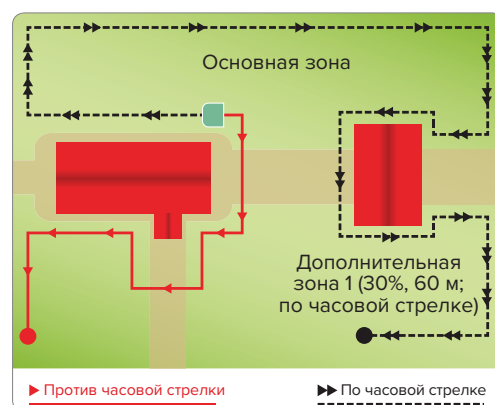 Основная зона
Дополнительная
зона 1 (30%, 60 м;
по часовой стрелке)
Против часовой стрелки
По часовой стрелке